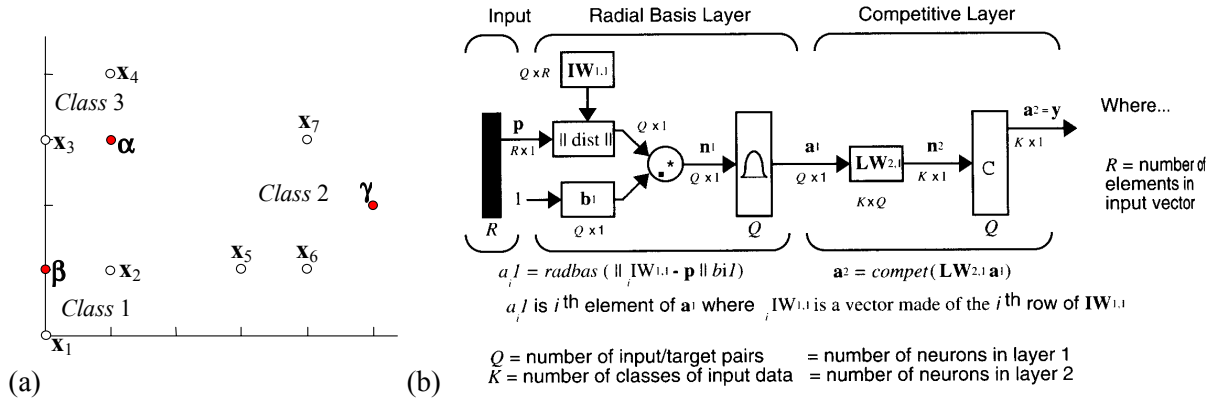 x₄
Class 3
x₃
α
x₇
Class 2
γ
β
x₂
x₅
x₆
Class 1
x₁
(a)
Input
Radial Basis Layer
Competitive Layer
Q x R
IW1,1
p
R x 1
|| dist ||
Q x 1
.*
n1
Q x 1
a1
Q x 1
LW2,1
K x Q
n2
K x 1
C
a2 = y
K x 1
1
b1
Q x 1
R
Q
Q
Where...
R = number of
elements in
input vector
aᵢ1 = radbas ( || ᵢIW1,1 - p || bi1)
a2 = compet( LW2,1 a1)
aᵢ1 is i th element of a1 where ᵢIW1,1 is a vector made of the i th row of IW1,1
Q = number of input/target pairs = number of neurons in layer 1
K = number of classes of input data = number of neurons in layer 2
(b)